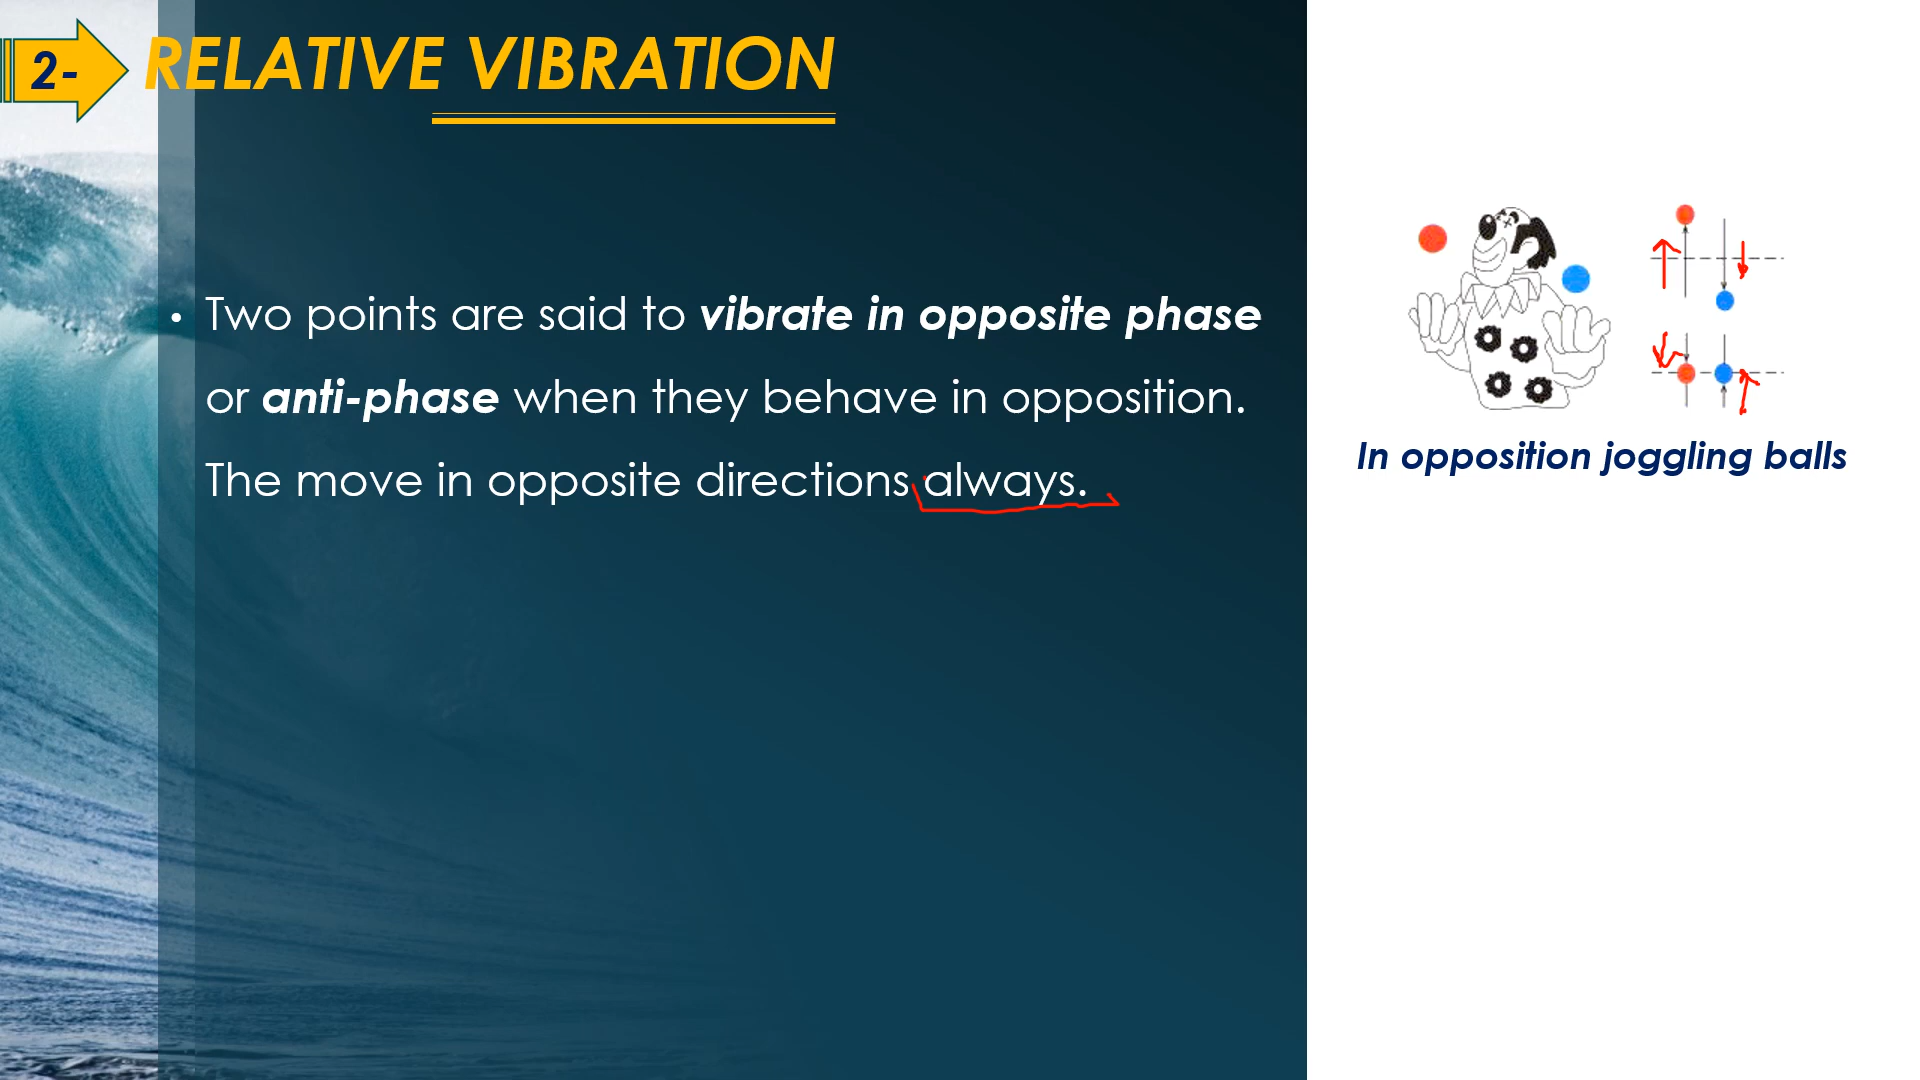 2- RELATIVE VIBRATION
• Two points are said to vibrate in opposite phase
or anti-phase when they behave in opposition.
The move in opposite directions always.
In opposition joggling balls